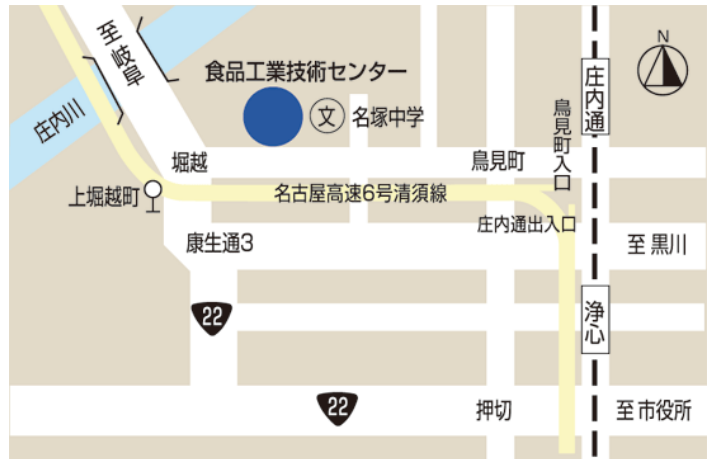 至岐阜
食品工業技術センター
庄内通
N
庄内川
文
名塚中学
鳥見町入口
堀越
鳥見町
上堀越町
名古屋高速6号清須線
庄内通出入口
康生通3
至黒川
22
浄心
22
押切
至市役所